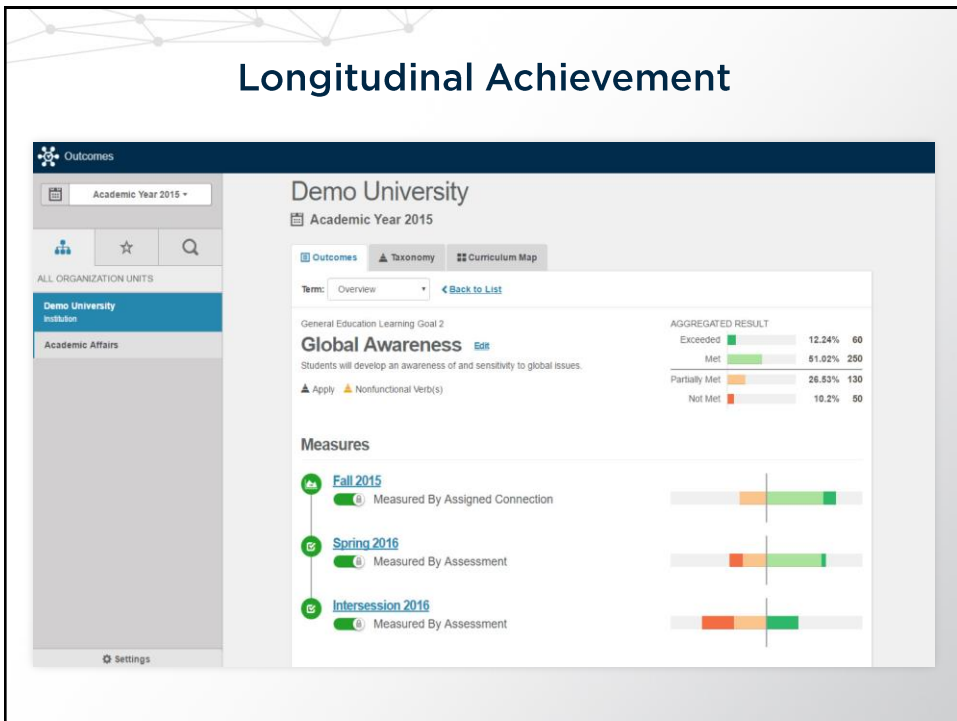 Longitudinal Achievement
Outcomes
Academic Year 2015
ALL ORGANIZATION UNITS
Demo University
Institution
Academic Affairs
Settings
Demo University
Academic Year 2015
Outcomes Taxonomy Curriculum Map
Term: Overview Back to List
General Education Learning Goal 2
Global Awareness Edit
Students will develop an awareness of and sensitivity to global issues.
Apply Nonfunctional Verb(s)
AGGREGATED RESULT
Exceeded 12.24% 60
Met 51.02% 250
Partially Met 26.53% 130
Not Met 10.2% 50
Measures
Fall 2015
Measured By Assigned Connection
Spring 2016
Measured By Assessment
Intersession 2016
Measured By Assessment